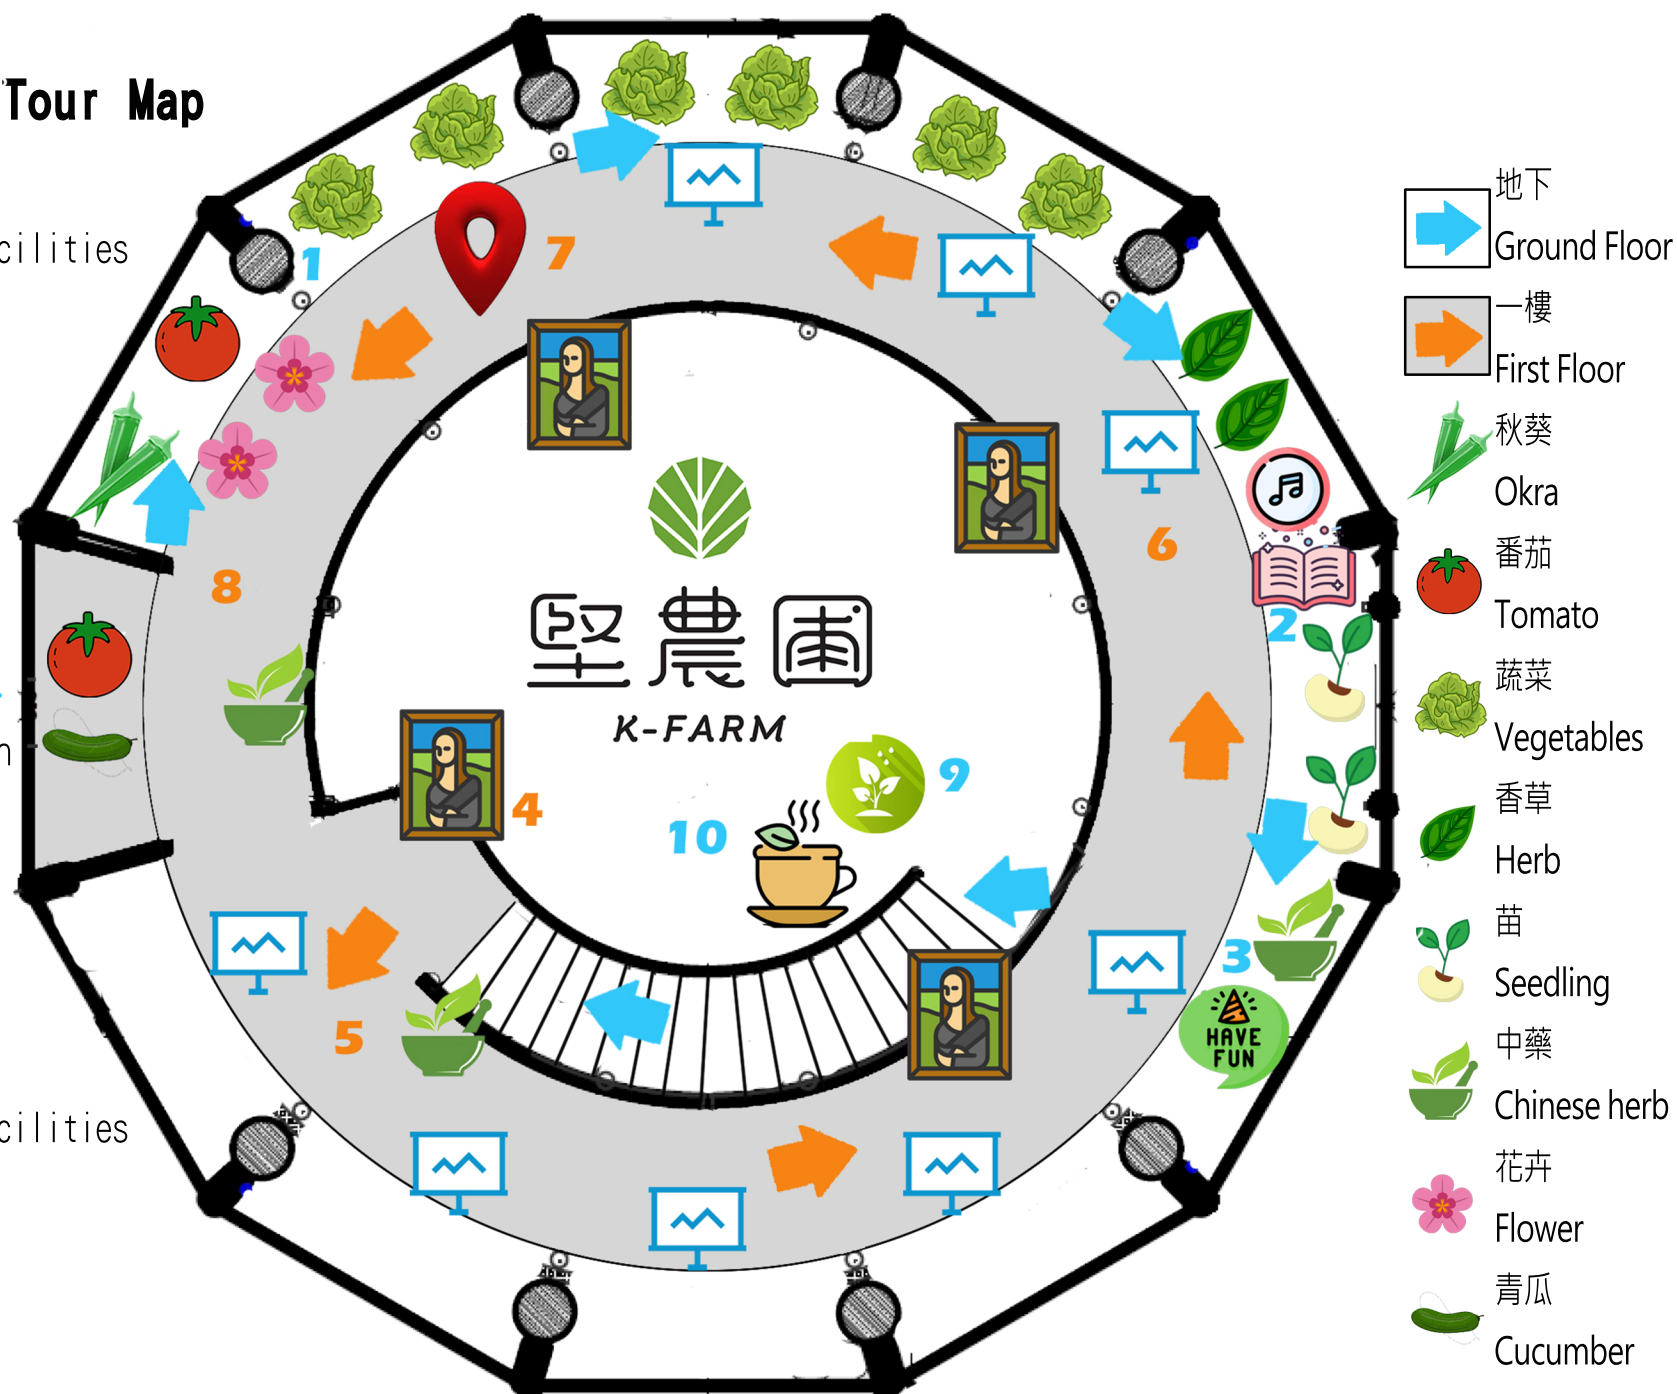 Tour Map
cilities
n
cilities
1
7
8
6
2
堅農圃
K-FARM
4
9
10
3
5
HAVE
FUN
地下
Ground Floor
一樓
First Floor
秋葵
Okra
番茄
Tomato
蔬菜
Vegetables
香草
Herb
苗
Seedling
中藥
Chinese herb
花卉
Flower
青瓜
Cucumber